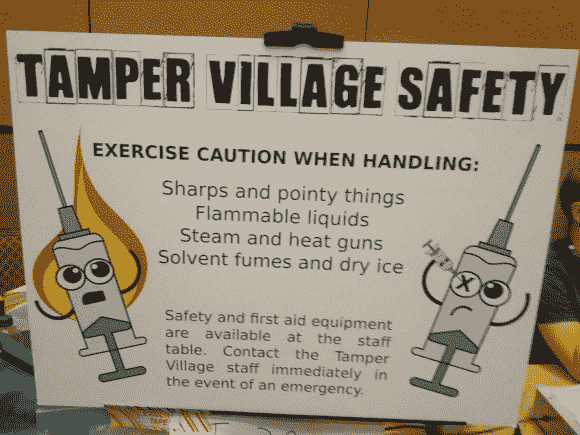 TAMPER VILLAGE SAFETY
EXERCISE CAUTION WHEN HANDLING:
Sharps and pointy things
Flammable liquids
Steam and heat guns
Solvent fumes and dry ice
Safety and first aid equipment
are available at the staff
table. Contact the Tamper
Village staff immediately in
the event of an emergency.